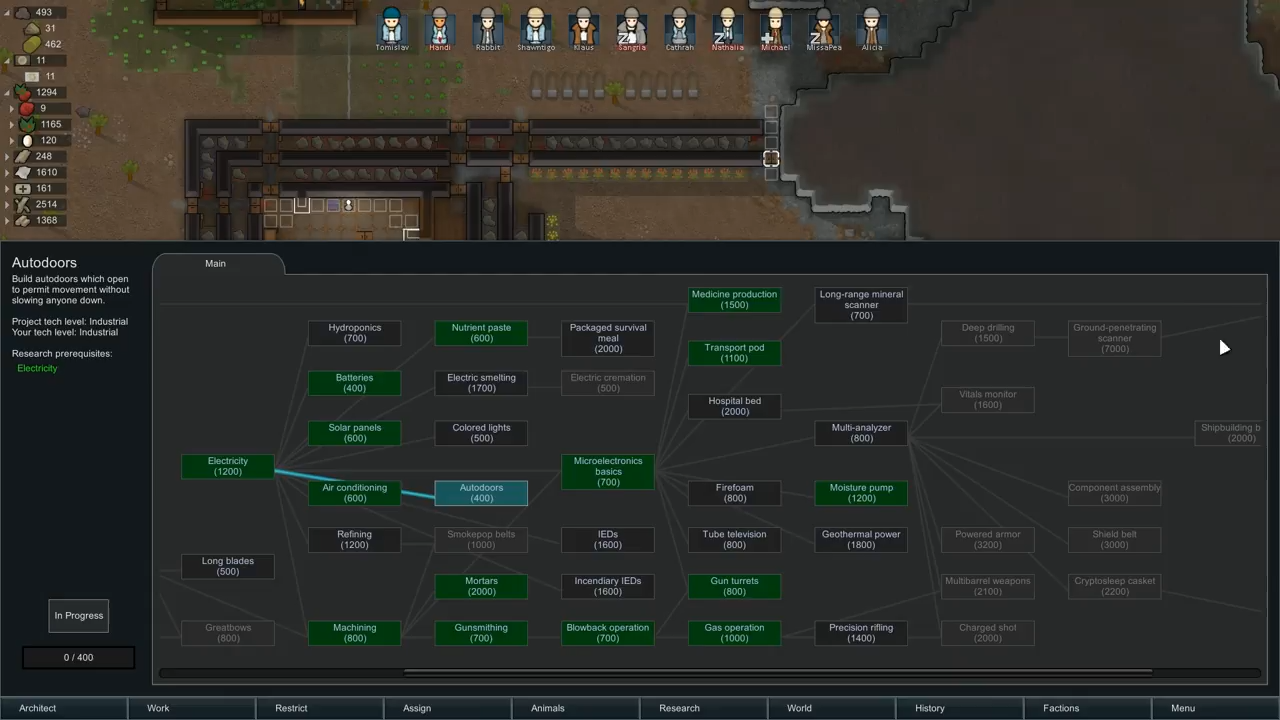 493
31
462
11
11
1294
9
1165
120
248
1610
161
2514
1368
Tomislav
Handi
Rabbit
Shawntigo
Klaus
Sangria
Cathrah
Nathalia
Michael
MissaPea
Alicia
Autodoors
Build autodoors which open
to permit movement without
slowing anyone down.
Project tech level: Industrial
Your tech level: Industrial
Research prerequisites:
Electricity
In Progress
0 / 400
Main
Electricity
(1200)
Long blades
(500)
Greatbows
(800)
Hydroponics
(700)
Batteries
(400)
Solar panels
(600)
Air conditioning
(600)
Refining
(1200)
Machining
(800)
Nutrient paste
(600)
Electric smelting
(1700)
Colored lights
(500)
Autodoors
(400)
Smokepop belts
(1000)
Mortars
(2000)
Gunsmithing
(700)
Packaged survival
meal
(2000)
Electric cremation
(500)
Microelectronics
basics
(700)
IEDs
(1600)
Incendiary IEDs
(1600)
Blowback operation
(700)
Medicine production
(1500)
Transport pod
(1100)
Hospital bed
(2000)
Firefoam
(800)
Tube television
(800)
Gun turrets
(800)
Gas operation
(1000)
Long-range mineral
scanner
(700)
Multi-analyzer
(800)
Moisture pump
(1200)
Geothermal power
(1800)
Precision rifling
(1400)
Deep drilling
(1500)
Vitals monitor
(1600)
Powered armor
(3200)
Multibarrel weapons
(2100)
Charged shot
(2000)
Ground-penetrating
scanner
(7000)
Component assembly
(3000)
Shield belt
(3000)
Cryptosleep casket
(2200)
Shipbuilding b
(2000)
Architect
Work
Restrict
Assign
Animals
Research
World
History
Factions
Menu